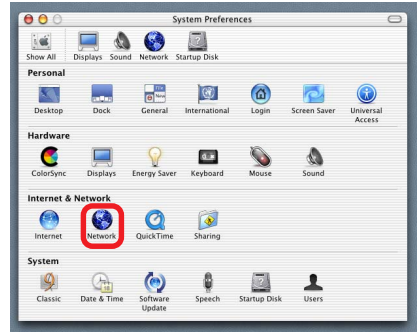 System Preferences
Show All Displays Sound Network Startup Disk
Personal
Desktop Dock General International Login Screen Saver Universal Access
Hardware
ColorSync Displays Energy Saver Keyboard Mouse Sound
Internet & Network
Internet Network QuickTime Sharing
System
Classic Date & Time Software Update Speech Startup Disk Users